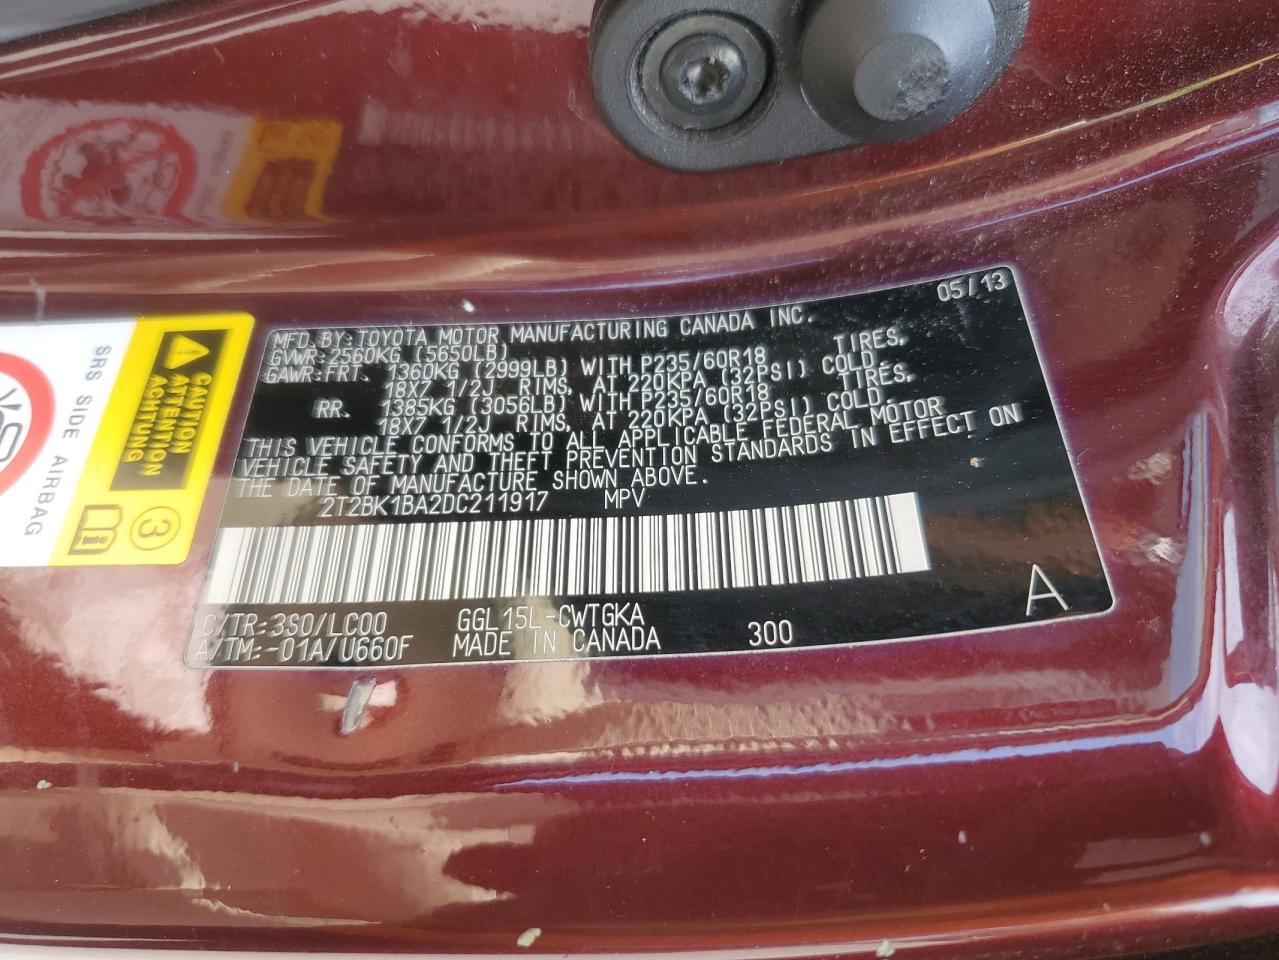 05/13
MFD. BY: TOYOTA MOTOR MANUFACTURING CANADA INC.
GVWR: 2560KG (5650LB)
GAWR: FRT. 1360KG (2999LB) WITH P235/60R18 TIRES,
18X7 1/2J RIMS, AT 220KPA (32PSI) COLD.
RR. 1385KG (3056LB) WITH P235/60R18 TIRES,
18X7 1/2J RIMS, AT 220KPA (32PSI) COLD.
THIS VEHICLE CONFORMS TO ALL APPLICABLE FEDERAL MOTOR
VEHICLE SAFETY AND THEFT PREVENTION STANDARDS IN EFFECT ON
THE DATE OF MANUFACTURE SHOWN ABOVE.
2T2BK1BA2DC211917 MPV
C/TR: 3S0/LC00 GGL15L-CWTGKA
A/TM: -01A/U660F MADE IN CANADA 300 A
SRS SIDE AIRBAG
CAUTION
ATTENTION
ACHTUNG
3